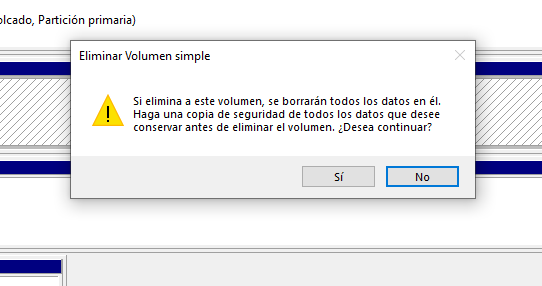 olcado, Partición primaria)
Eliminar Volumen simple
Si elimina a este volumen, se borrarán todos los datos en él.
Haga una copia de seguridad de todos los datos que desee
conservar antes de eliminar el volumen. ¿Desea continuar?
Sí
No